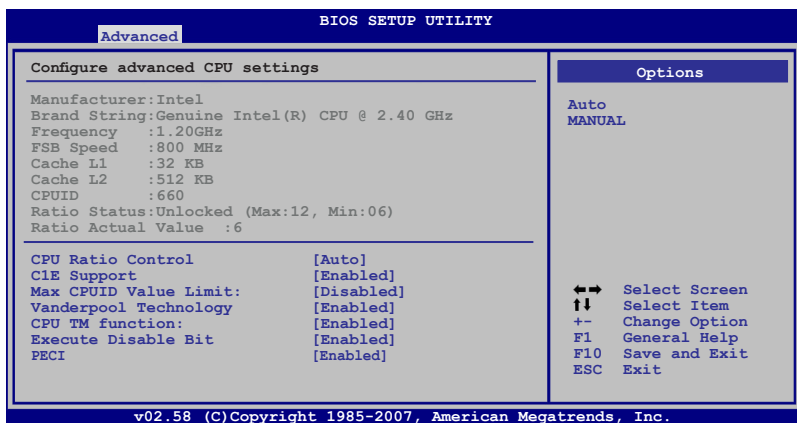 BIOS SETUP UTILITY
Advanced
Configure advanced CPU settings
Manufacturer:Intel
Brand String:Genuine Intel(R) CPU @ 2.40 GHz
Frequency :1.20GHz
FSB Speed :800 MHz
Cache L1 :32 KB
Cache L2 :512 KB
CPUID :660
Ratio Status:Unlocked (Max:12, Min:06)
Ratio Actual Value :6
CPU Ratio Control [Auto]
C1E Support [Enabled]
Max CPUID Value Limit: [Disabled]
Vanderpool Technology [Enabled]
CPU TM function: [Enabled]
Execute Disable Bit [Enabled]
PECI [Enabled]
Options
Auto
MANUAL
←→ Select Screen
↑↓ Select Item
+- Change Option
F1 General Help
F10 Save and Exit
ESC Exit
v02.58 (C)Copyright 1985-2007, American Megatrends, Inc.